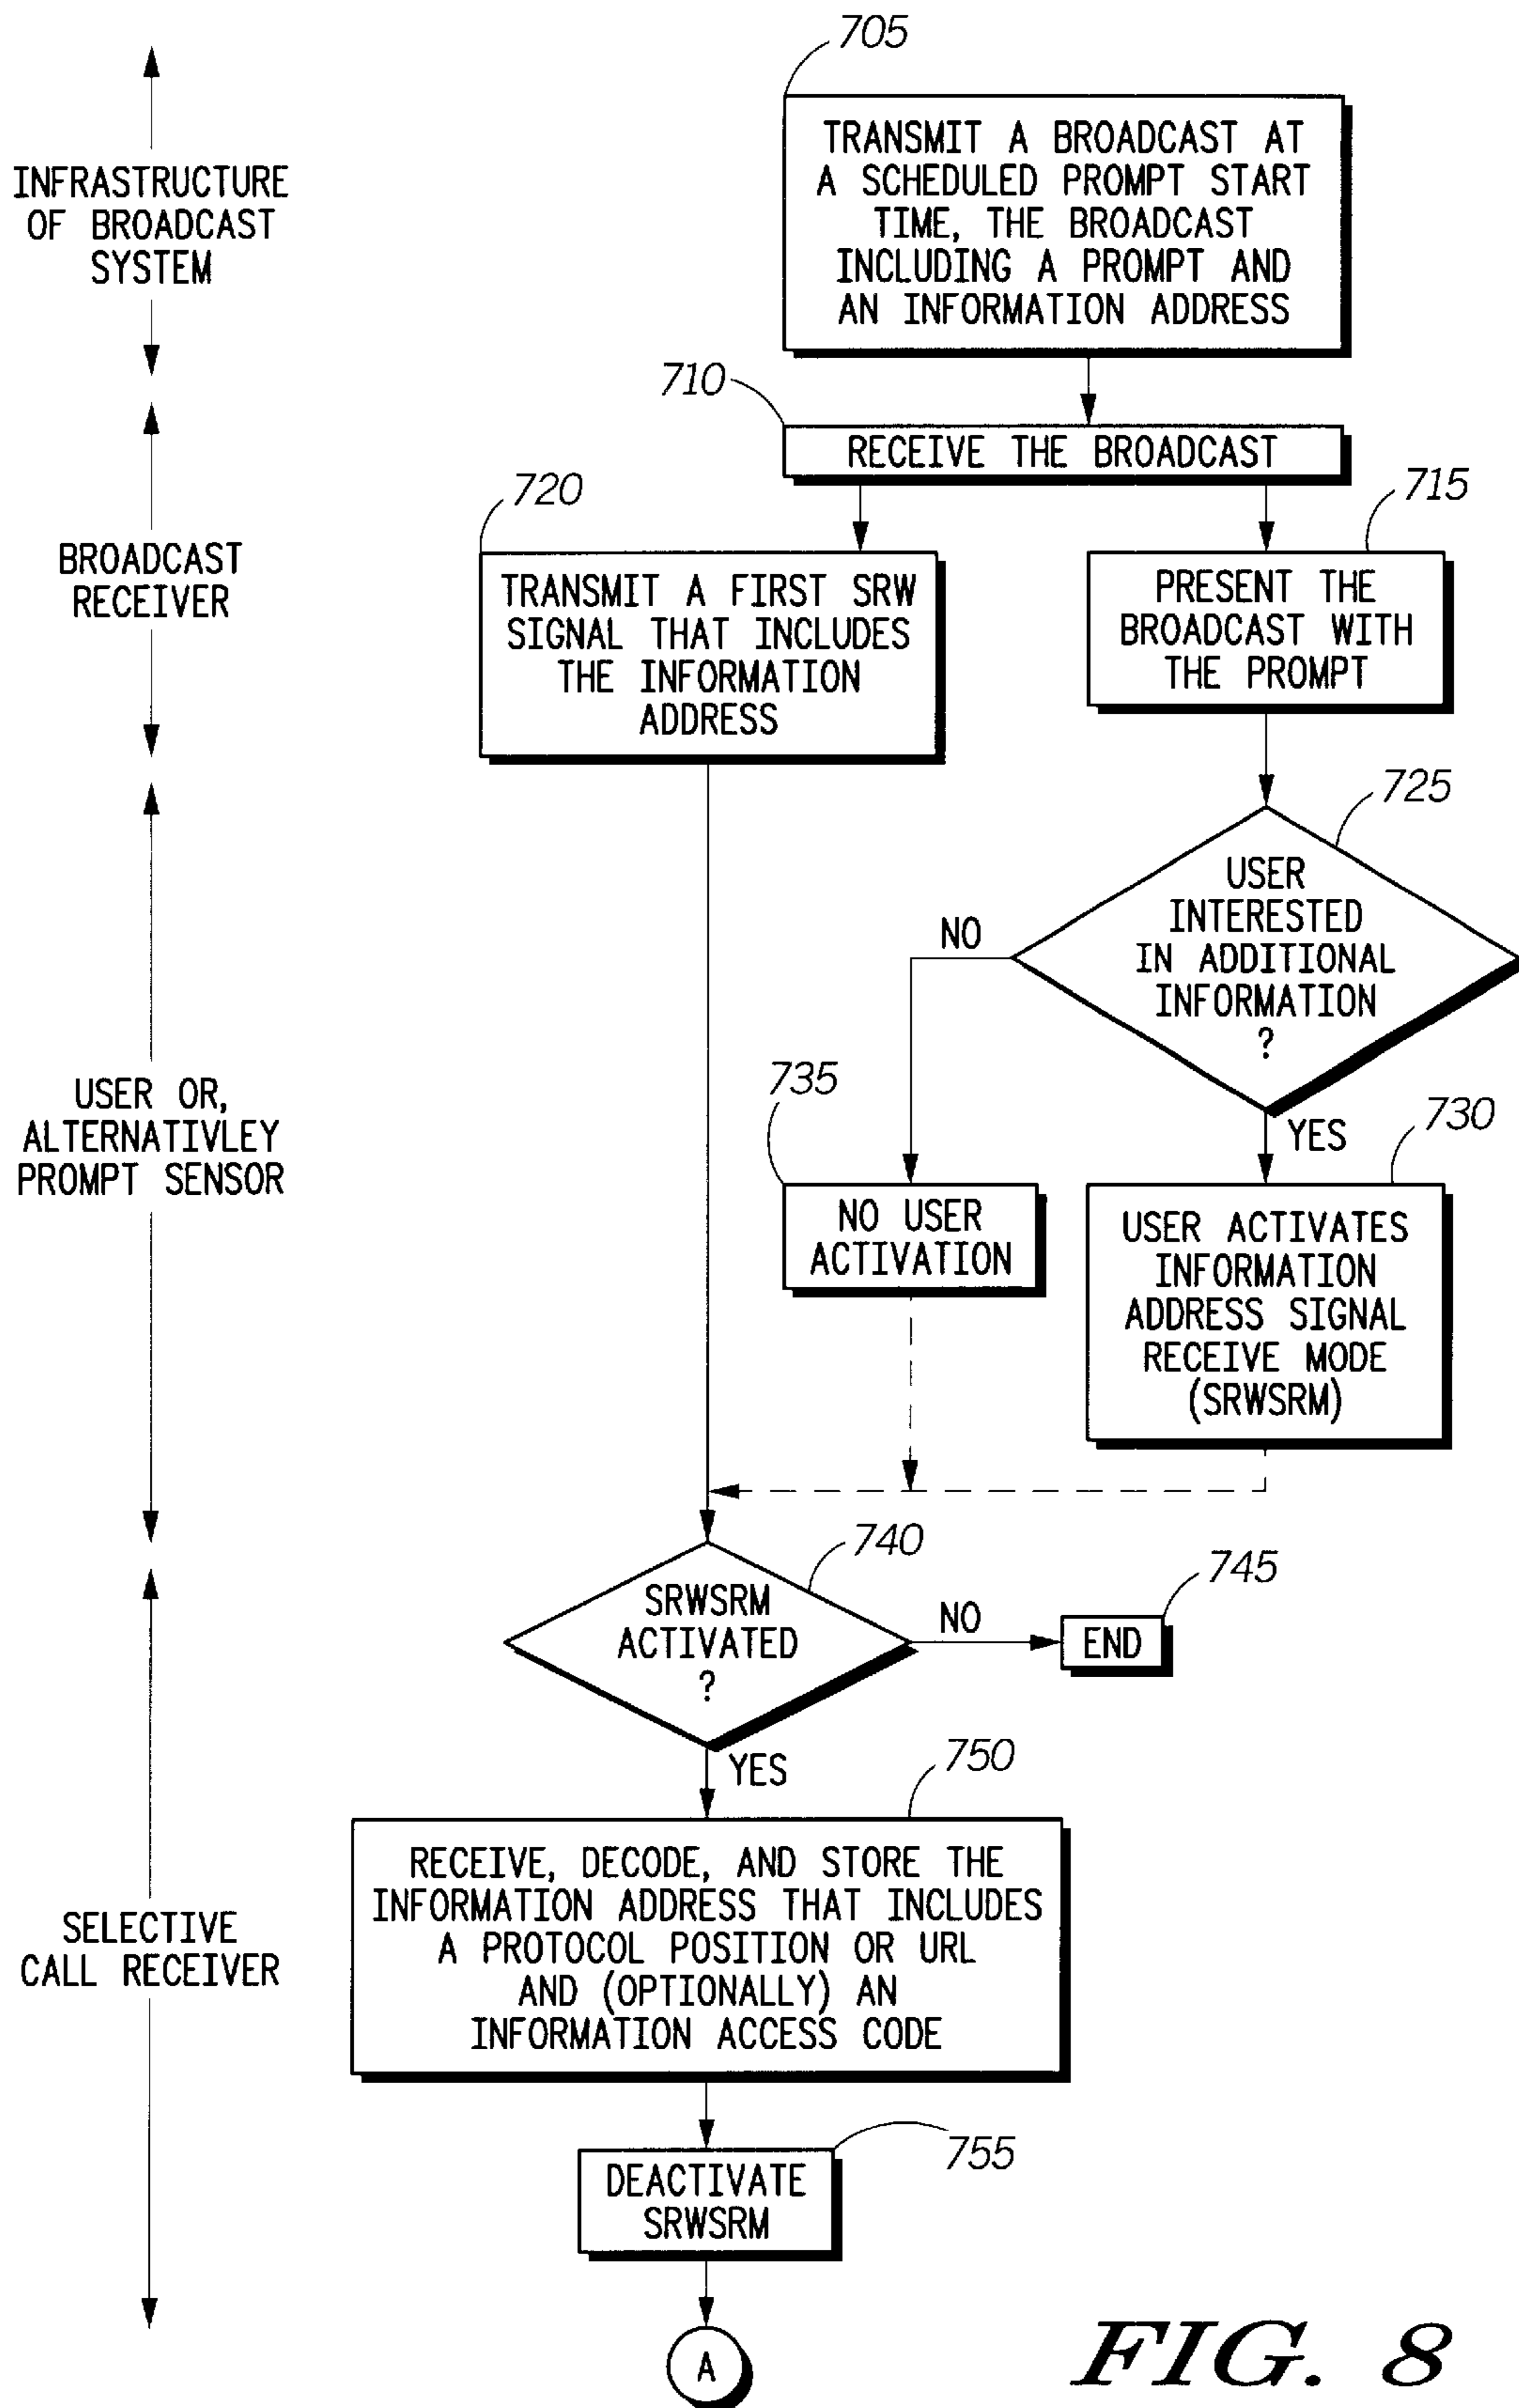 705
TRANSMIT A BROADCAST AT
A SCHEDULED PROMPT START
TIME, THE BROADCAST
INCLUDING A PROMPT AND
AN INFORMATION ADDRESS
INFRASTRUCTURE
OF BROADCAST
SYSTEM
710
RECEIVE THE BROADCAST
720
715
BROADCAST
RECEIVER
TRANSMIT A FIRST SRW
SIGNAL THAT INCLUDES
THE INFORMATION
ADDRESS
PRESENT THE
BROADCAST WITH
THE PROMPT
725
USER
INTERESTED
IN ADDITIONAL
INFORMATION
?
NO
YES
USER OR,
ALTERNATIVLEY
PROMPT SENSOR
735
NO USER
ACTIVATION
730
USER ACTIVATES
INFORMATION
ADDRESS SIGNAL
RECEIVE MODE
(SRWSRM)
740
SRWSRM
ACTIVATED
?
NO
745
END
YES
750
RECEIVE, DECODE, AND STORE THE
INFORMATION ADDRESS THAT INCLUDES
A PROTOCOL POSITION OR URL
AND (OPTIONALLY) AN
INFORMATION ACCESS CODE
SELECTIVE
CALL RECEIVER
755
DEACTIVATE
SRWSRM
A
FIG. 8